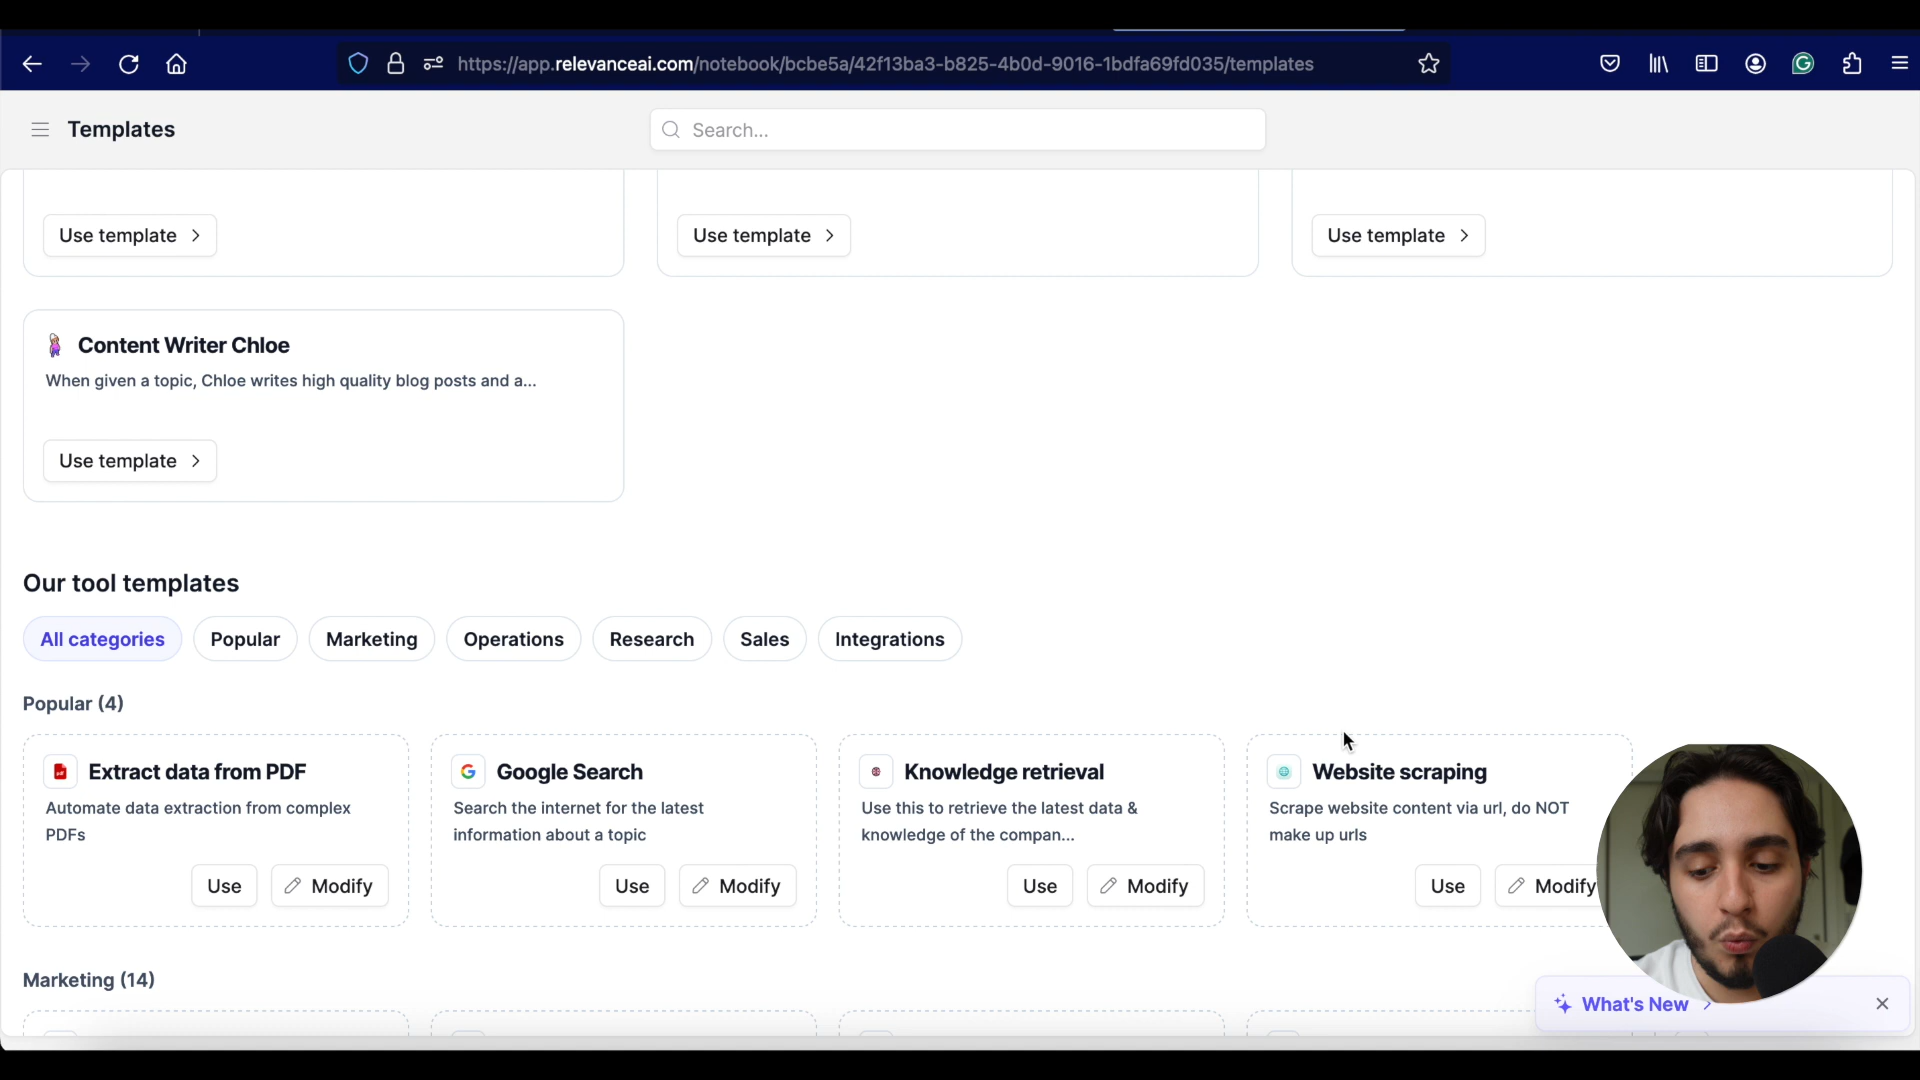 https://app.relevanceai.com/notebook/bcbe5a/42f13ba3-b825-4b0d-9016-1bdfa69fd035/templates
Templates
Search...
Use template
Use template
Use template
Content Writer Chloe
When given a topic, Chloe writes high quality blog posts and a...
Use template
Our tool templates
All categories
Popular
Marketing
Operations
Research
Sales
Integrations
Popular (4)
Extract data from PDF
Automate data extraction from complex
PDFs
Use
Modify
Google Search
Search the internet for the latest
information about a topic
Use
Modify
Knowledge retrieval
Use this to retrieve the latest data &
knowledge of the compan...
Use
Modify
Website scraping
Scrape website content via url, do NOT
make up urls
Use
Modify
Marketing (14)
What's New